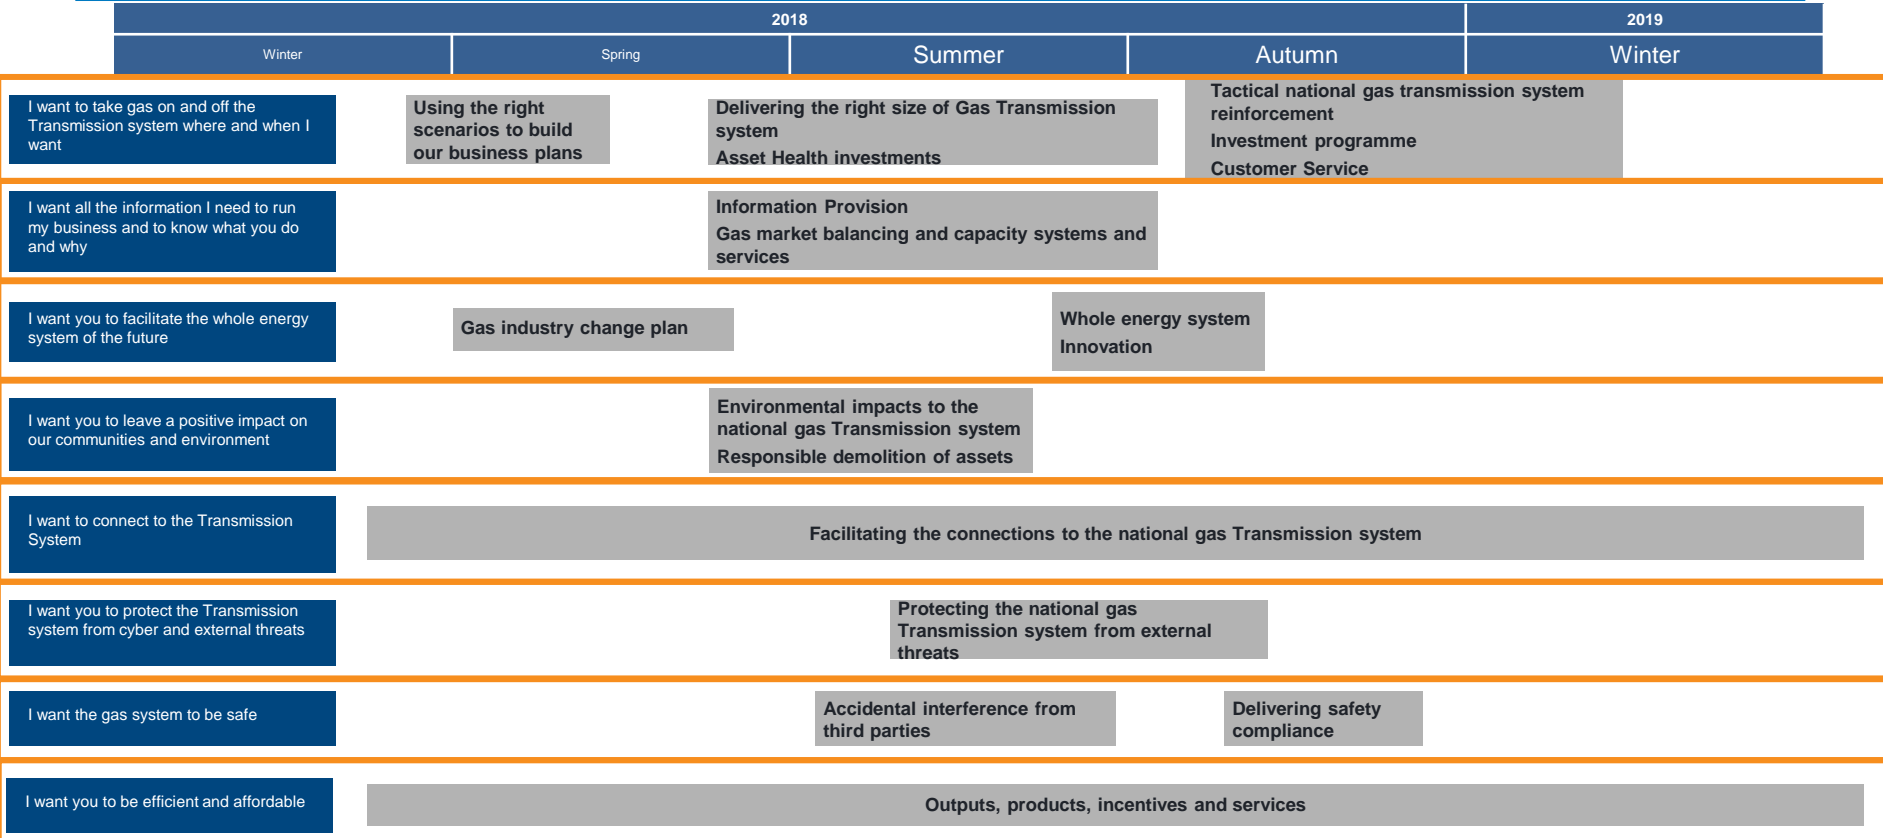 2018
2019
Winter
Spring
Summer
Autumn
Winter
I want to take gas on and off the
Transmission system where and when I
want
Using the right
scenarios to build
our business plans
Delivering the right size of Gas Transmission
system
Asset Health investments
Tactical national gas transmission system
reinforcement
Investment programme
Customer Service
I want all the information I need to run
my business and to know what you do
and why
Information Provision
Gas market balancing and capacity systems and
services
I want you to facilitate the whole energy
system of the future
Gas industry change plan
Whole energy system
Innovation
I want you to leave a positive impact on
our communities and environment
Environmental impacts to the
national gas Transmission system
Responsible demolition of assets
I want to connect to the Transmission
System
Facilitating the connections to the national gas Transmission system
I want you to protect the Transmission
system from cyber and external threats
Protecting the national gas
Transmission system from external
threats
I want the gas system to be safe
Accidental interference from
third parties
Delivering safety
compliance
I want you to be efficient and affordable
Outputs, products, incentives and services